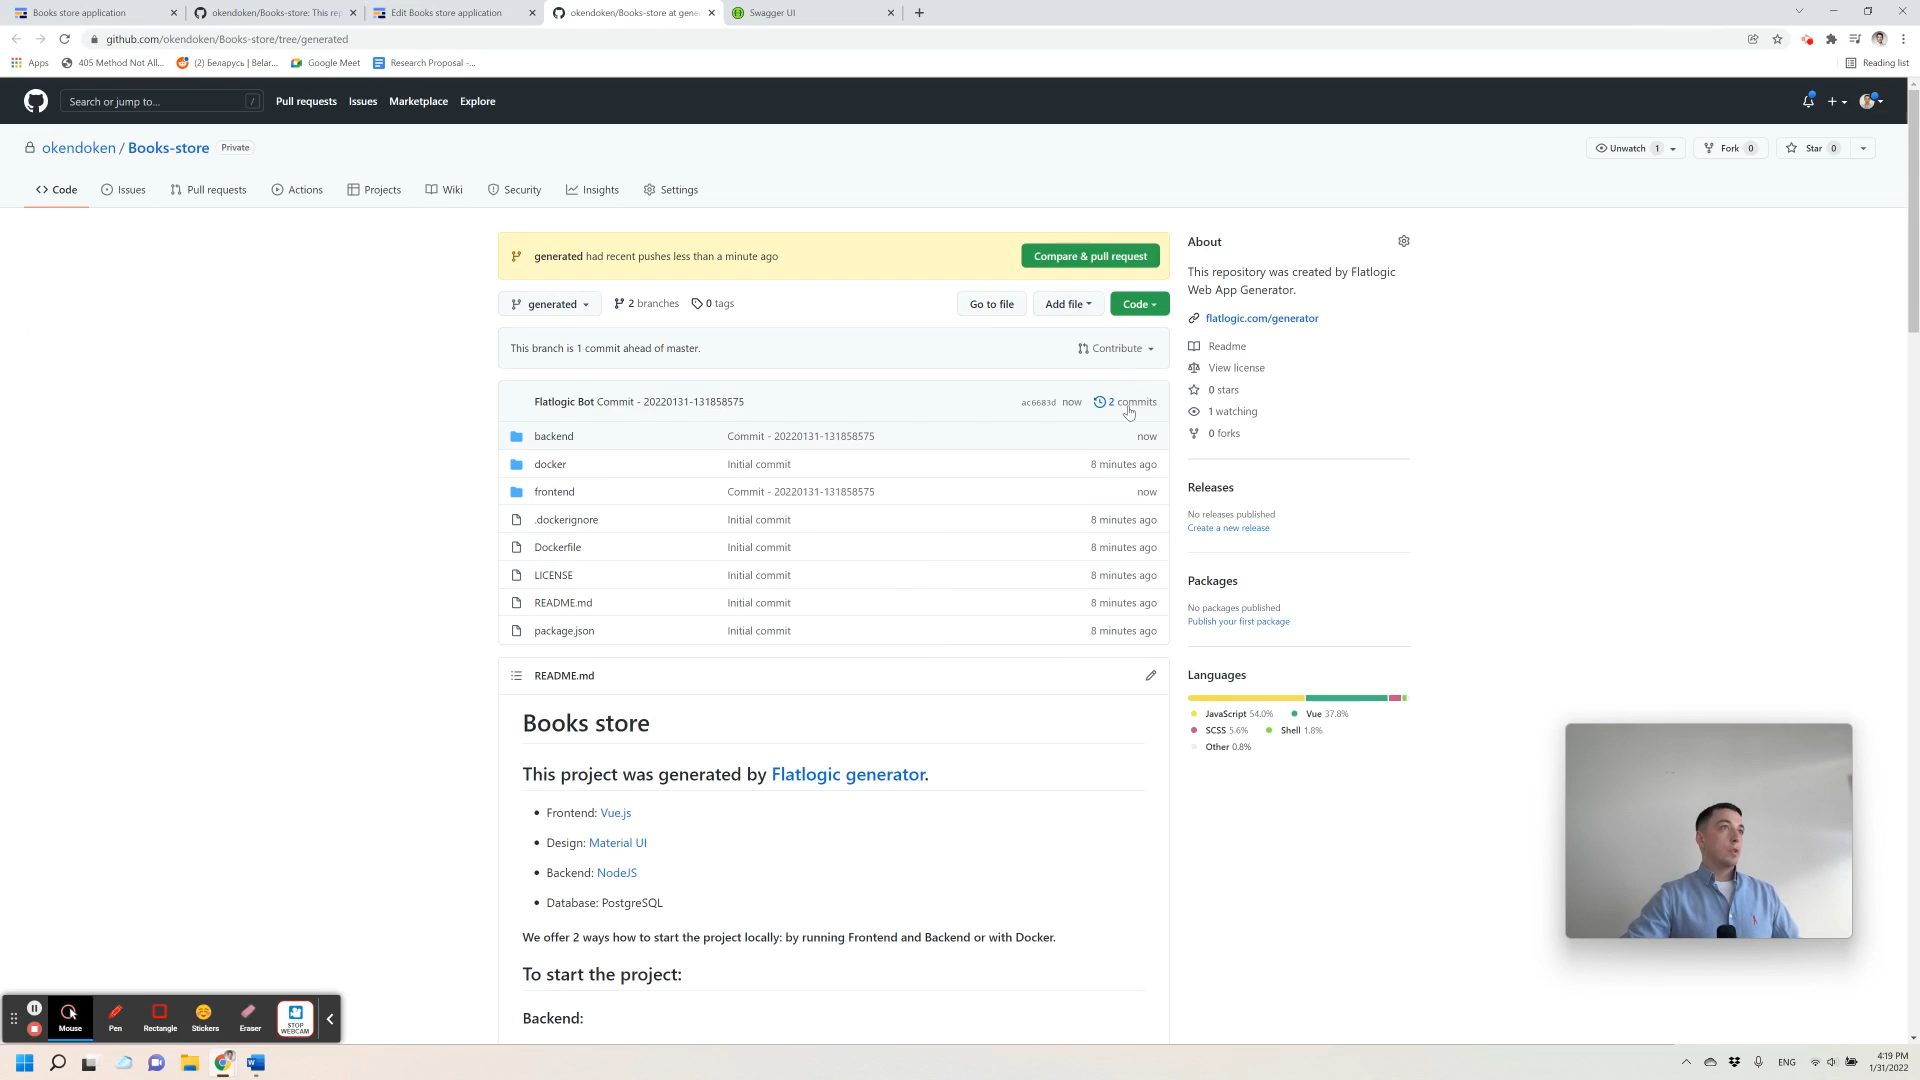 Books store application
okendoken/Books-store: This rep
Edit Books store application
okendoken/Books-store at gene
Swagger UI
github.com/okendoken/Books-store/tree/generated
Apps
405 Method Not All...
(2) Беларусь | Belar...
Google Meet
Research Proposal -...
Reading list
Search or jump to...
/
Pull requests
Issues
Marketplace
Explore
okendoken / Books-store
Private
Unwatch 1
Fork 0
Star 0
Code
Issues
Pull requests
Actions
Projects
Wiki
Security
Insights
Settings
generated had recent pushes less than a minute ago
Compare & pull request
generated
2 branches
0 tags
Go to file
Add file
Code
This branch is 1 commit ahead of master.
Contribute
Flatlogic Bot Commit - 20220131-131858575
ac6683d now
2 commits
backend Commit - 20220131-131858575 now
docker Initial commit 8 minutes ago
frontend Commit - 20220131-131858575 now
.dockerignore Initial commit 8 minutes ago
Dockerfile Initial commit 8 minutes ago
LICENSE Initial commit 8 minutes ago
README.md Initial commit 8 minutes ago
package.json Initial commit 8 minutes ago
README.md
Books store
This project was generated by Flatlogic generator.
Frontend: Vue.js
Design: Material UI
Backend: NodeJS
Database: PostgreSQL
We offer 2 ways how to start the project locally: by running Frontend and Backend or with Docker.
To start the project:
Backend:
About
This repository was created by Flatlogic
Web App Generator.
flatlogic.com/generator
Readme
View license
0 stars
1 watching
0 forks
Releases
No releases published
Create a new release
Packages
No packages published
Publish your first package
Languages
JavaScript 54.0%
Vue 37.8%
SCSS 5.6%
Shell 1.8%
Other 0.8%
Mouse
Pen
Rectangle
Stickers
Eraser
STOP
WEBCAM
ENG
4:19 PM
1/31/2022